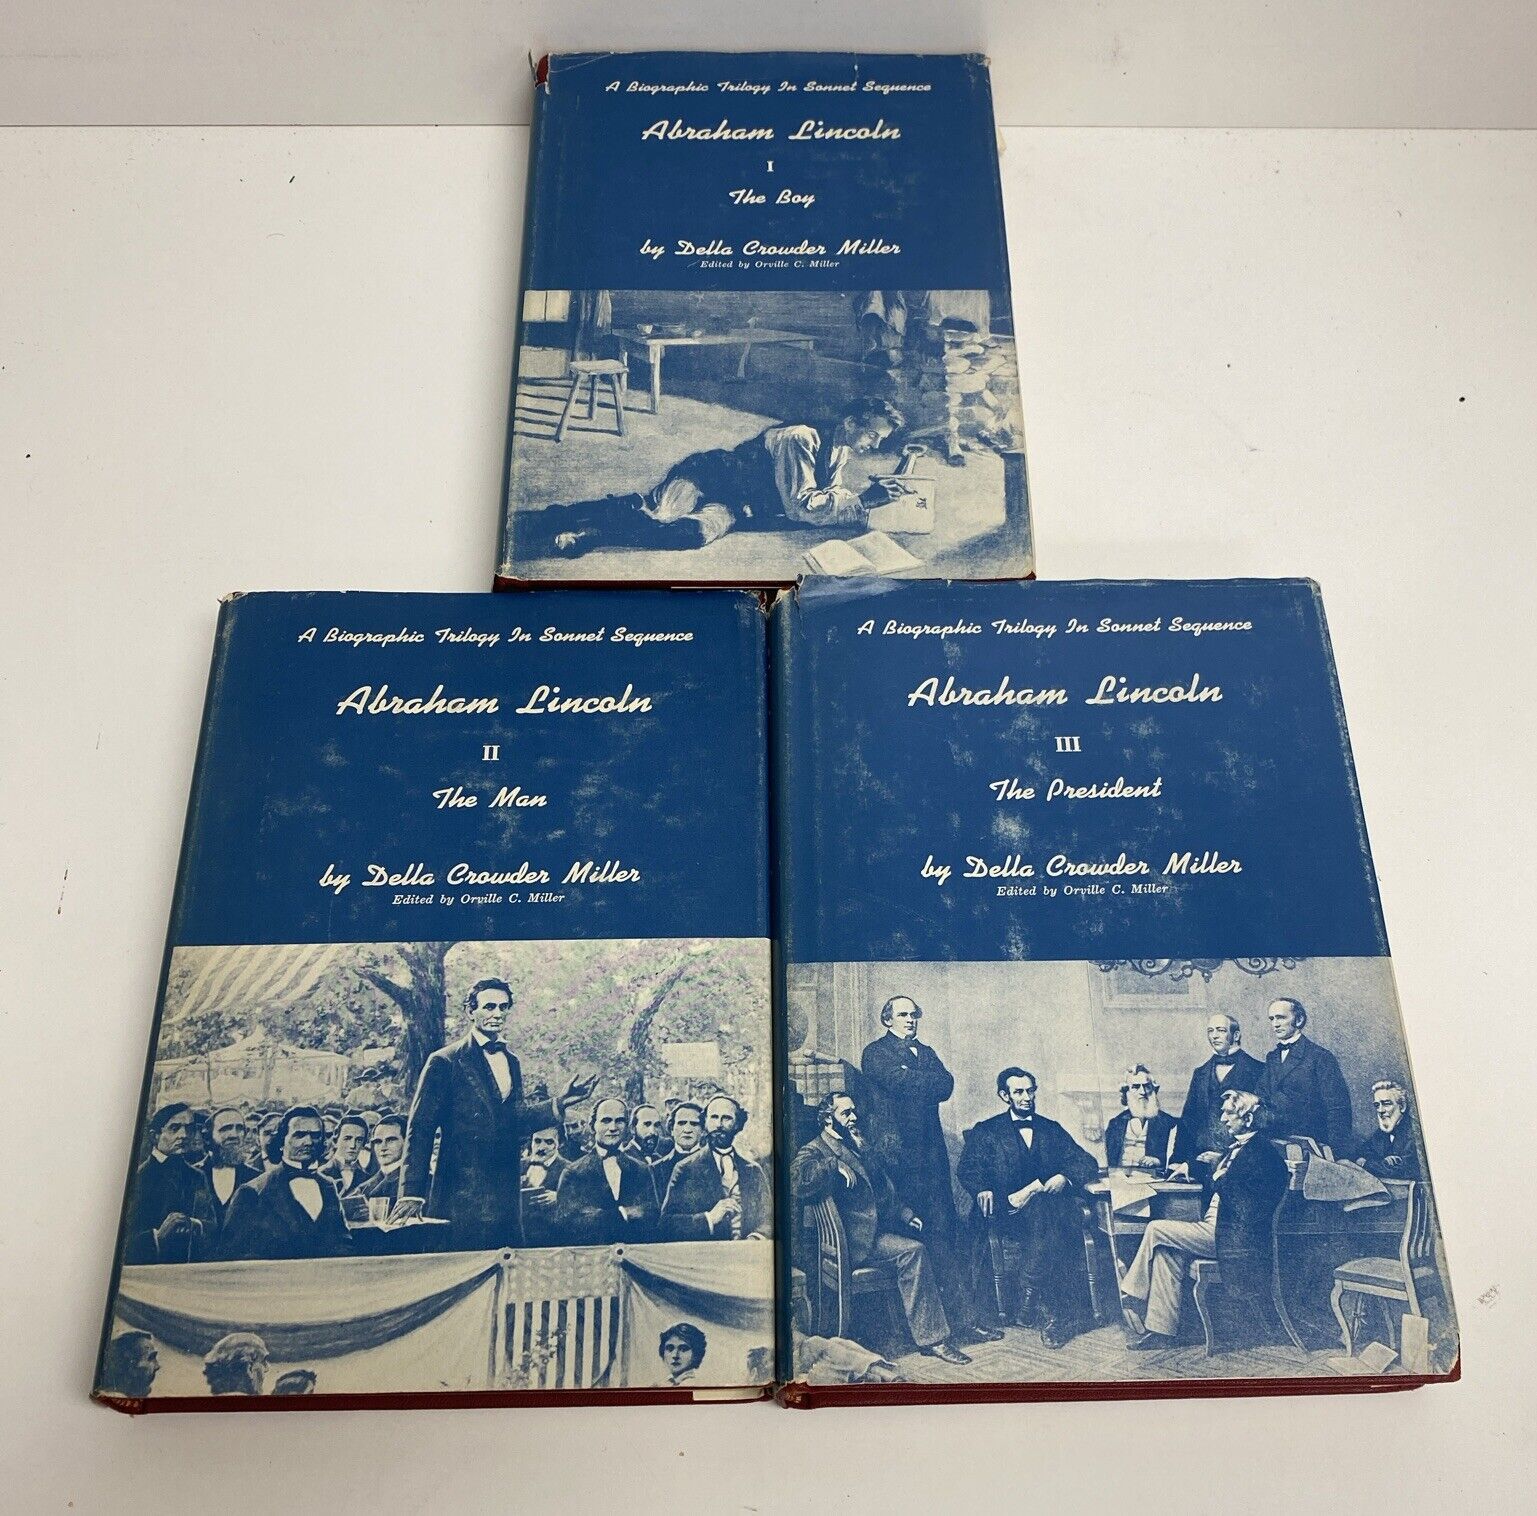 A Biographic Trilogy In Sonnet Sequence
Abraham Lincoln
I
The Boy
by Della Crowder Miller
Edited by Orville C. Miller
A Biographic Trilogy In Sonnet Sequence
Abraham Lincoln
II
The Man
by Della Crowder Miller
Edited by Orville C. Miller
A Biographic Trilogy In Sonnet Sequence
Abraham Lincoln
III
The President
by Della Crowder Miller
Edited by Orville C. Miller